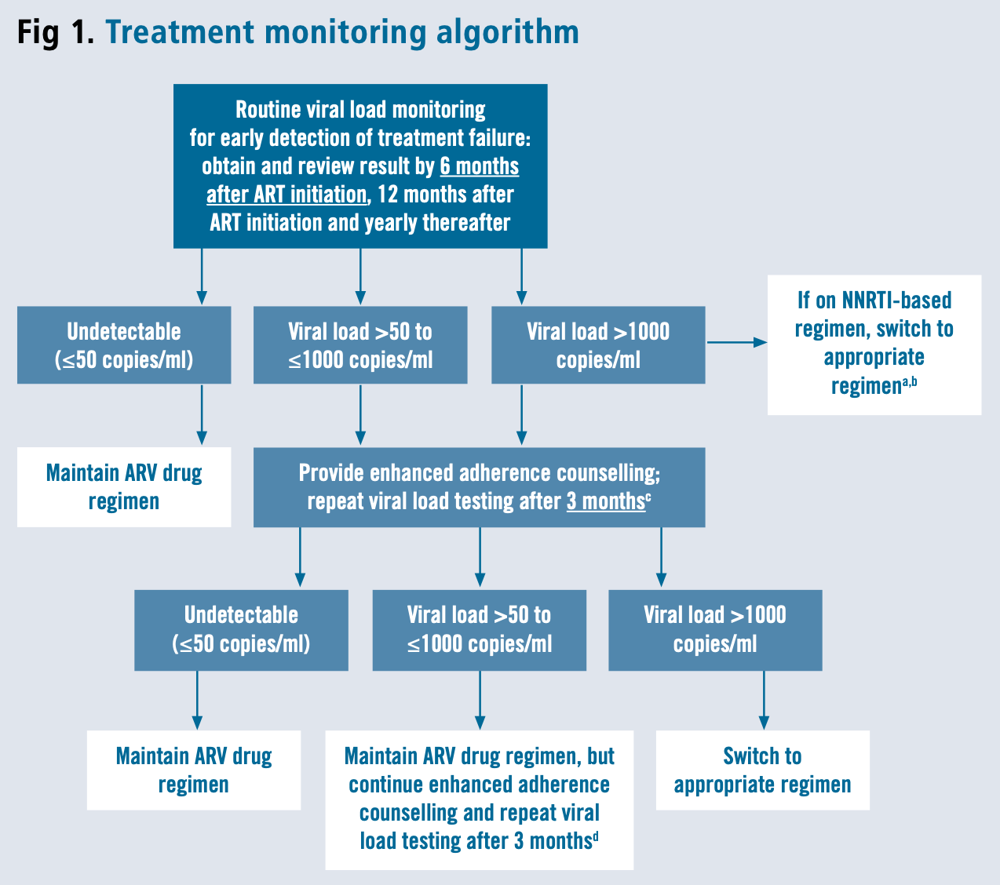 Fig 1. Treatment monitoring algorithm
Routine viral load monitoring
for early detection of treatment failure:
obtain and review result by 6 months
after ART initiation, 12 months after
ART initiation and yearly thereafter
Undetectable
(≤50 copies/ml)
Viral load >50 to
≤1000 copies/ml
Viral load >1000
copies/ml
If on NNRTI-based
regimen, switch to
appropriate
regimenᵃ,ᵇ
Maintain ARV drug
regimen
Provide enhanced adherence counselling;
repeat viral load testing after 3 monthsᶜ
Undetectable
(≤50 copies/ml)
Viral load >50 to
≤1000 copies/ml
Viral load >1000
copies/ml
Maintain ARV drug
regimen
Maintain ARV drug regimen, but
continue enhanced adherence
counselling and repeat viral
load testing after 3 monthsᵈ
Switch to
appropriate regimen